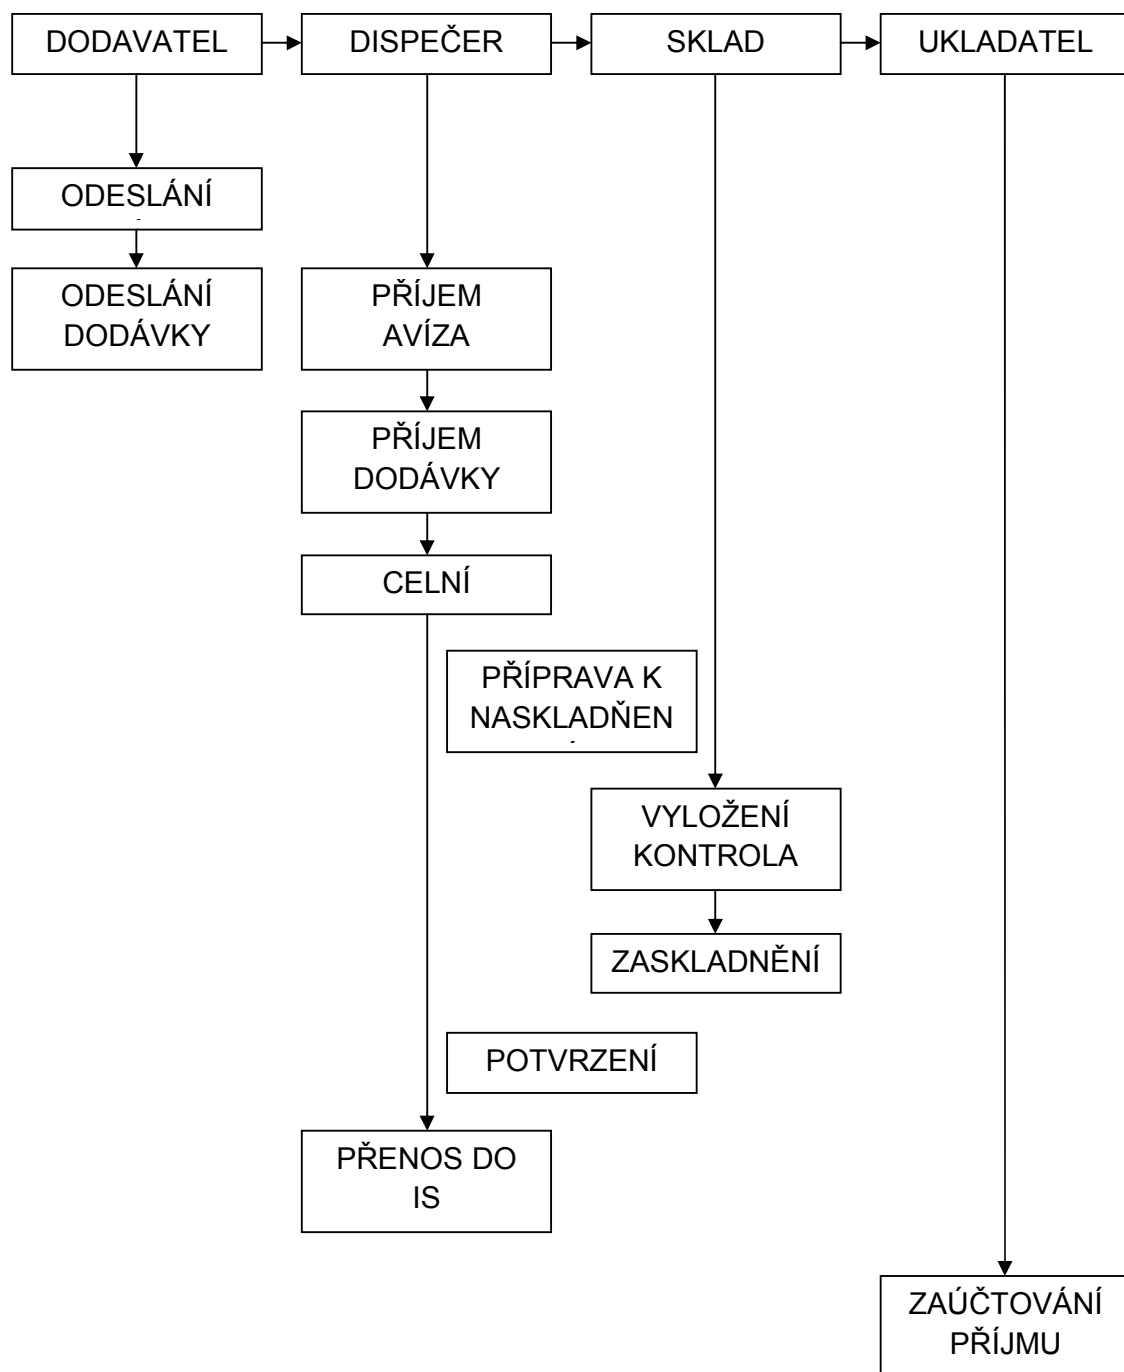 DODAVATEL
DISPEČER
SKLAD
UKLADATEL
ODESLÁNÍ
ODESLÁNÍ
DODÁVKY
PŘÍJEM
AVÍZA
PŘÍJEM
DODÁVKY
CELNÍ
PŘÍPRAVA K
NASKLADŇEN
VYLOŽENÍ
KONTROLA
ZASKLADNĚNÍ
POTVRZENÍ
PŘENOS DO
IS
ZAÚČTOVÁNÍ
PŘÍJMU